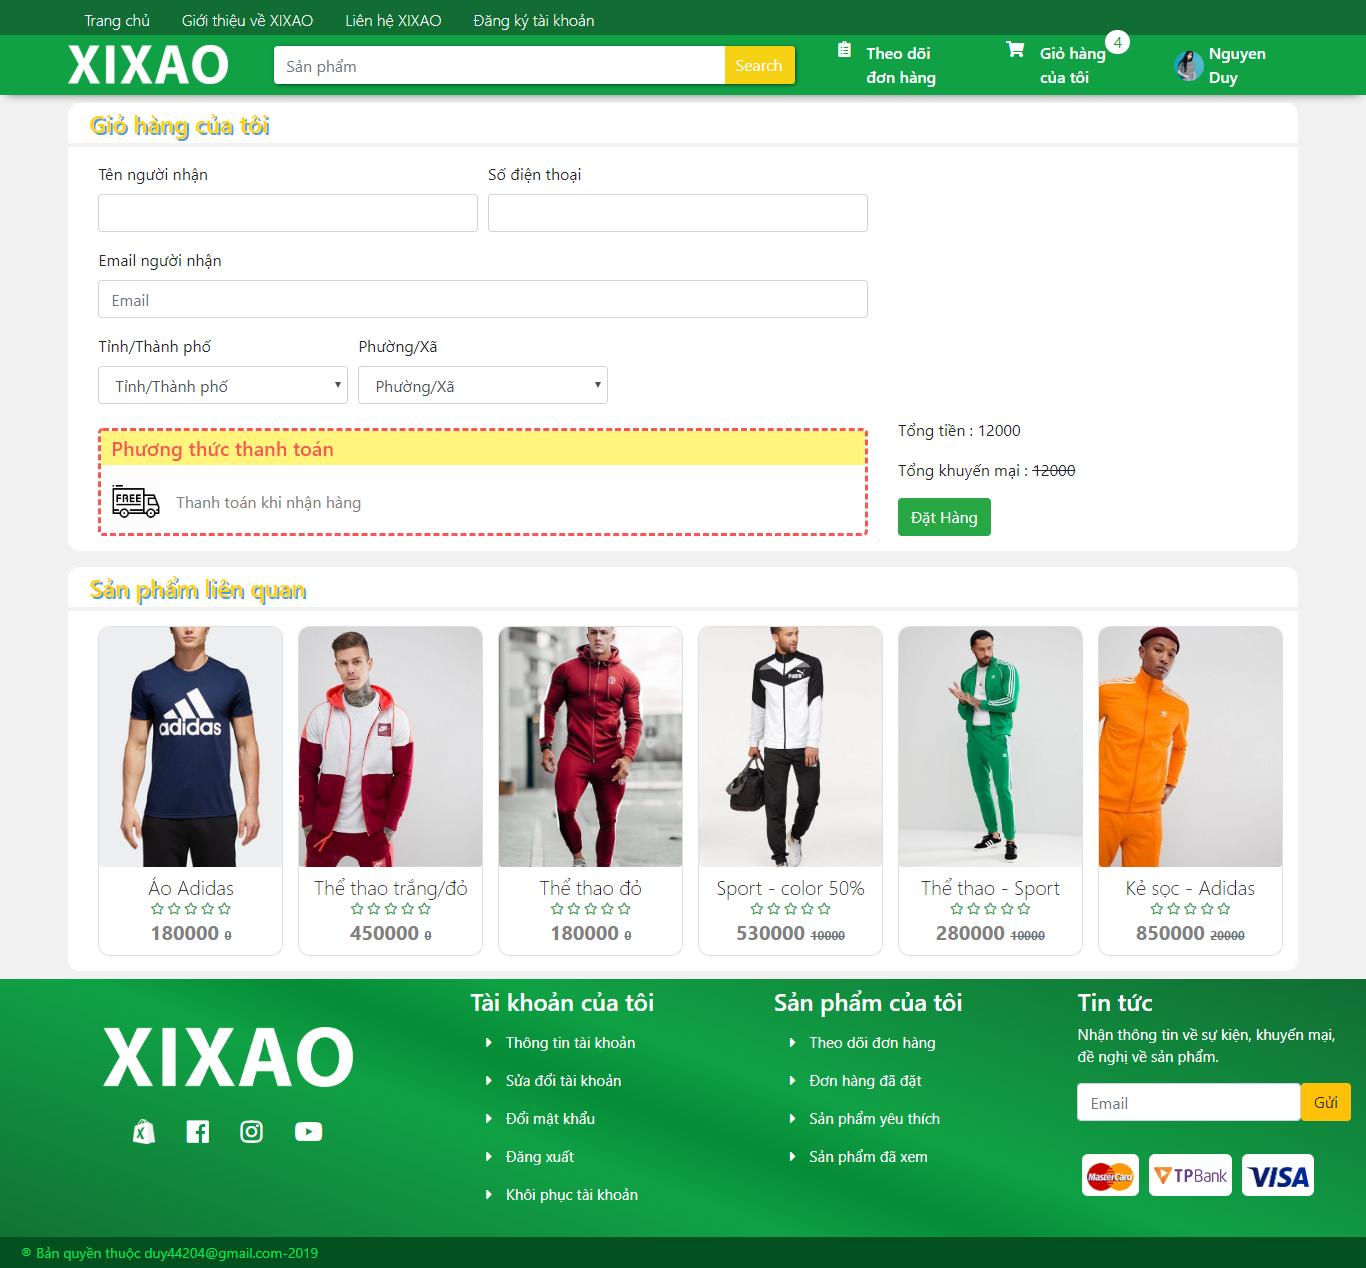 Trang chủ Giới thiệu về XIXAO Liên hệ XIXAO Đăng ký tài khoản
XIXAO
Sản phẩm Search
Theo dõi
đơn hàng
Giỏ hàng 4
của tôi
Nguyen
Duy
Giỏ hàng của tôi
Tên người nhận Số điện thoại
Email người nhận
Email
Tỉnh/Thành phố Phường/Xã
Tỉnh/Thành phố Phường/Xã
Phương thức thanh toán
FREE Thanh toán khi nhận hàng
Tổng tiền : 12000
Tổng khuyến mại : 12000
Đặt Hàng
Sản phẩm liên quan
adidas
PUMA
Áo Adidas
180000 0
Thể thao trắng/đỏ
450000 0
Thể thao đỏ
180000 0
Sport - color 50%
530000 10000
Thể thao - Sport
280000 10000
Kẻ sọc - Adidas
850000 20000
XIXAO
Tài khoản của tôi
Thông tin tài khoản
Sửa đổi tài khoản
Đổi mật khẩu
Đăng xuất
Khôi phục tài khoản
Sản phẩm của tôi
Theo dõi đơn hàng
Đơn hàng đã đặt
Sản phẩm yêu thích
Sản phẩm đã xem
Tin tức
Nhận thông tin về sự kiện, khuyến mại,
đề nghị về sản phẩm.
Email Gửi
MasterCard TPBank VISA
® Bản quyền thuộc duy44204@gmail.com-2019